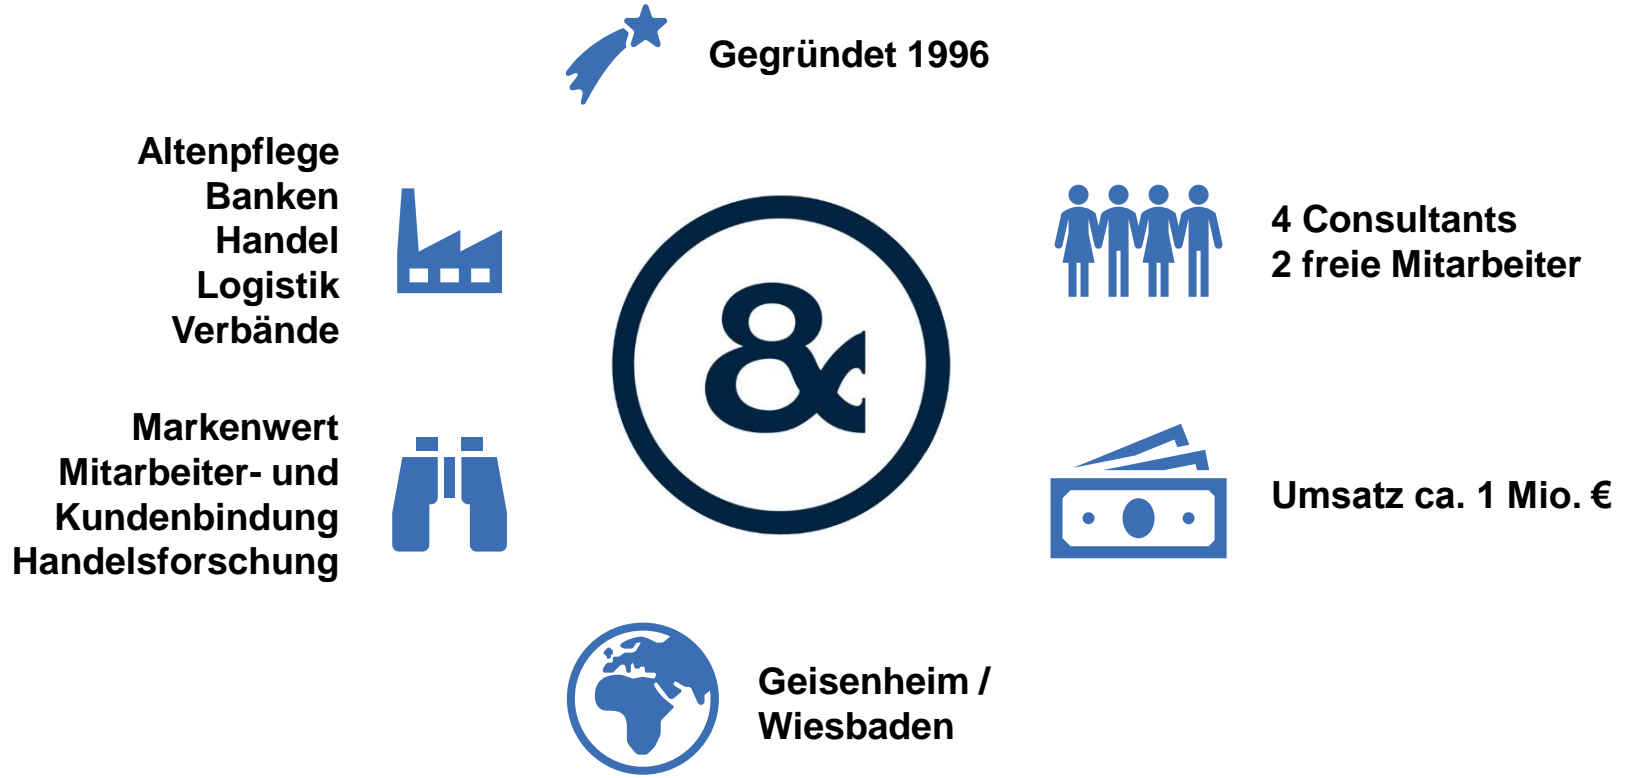 Gegründet 1996
Altenpflege
Banken
Handel
Logistik
Verbände
4 Consultants
2 freie Mitarbeiter
&
Markenwert
Mitarbeiter- und
Kundenbindung
Handelsforschung
Umsatz ca. 1 Mio. €
Geisenheim /
Wiesbaden